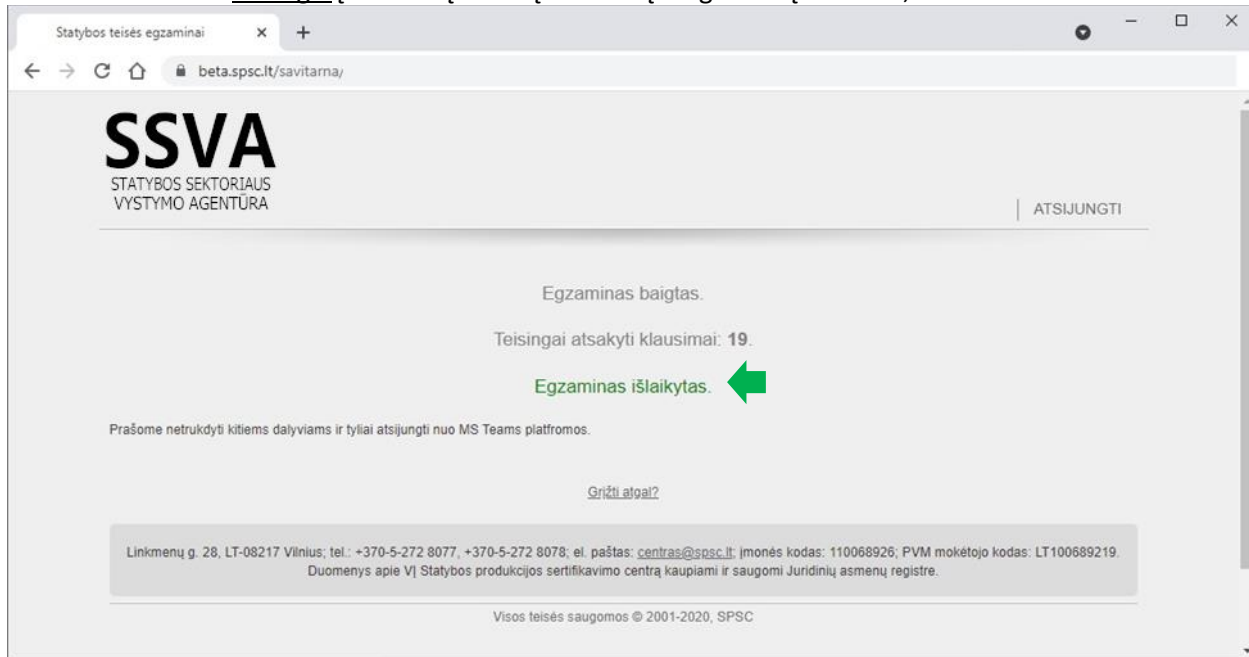 Statybos teisės egzaminai
beta.spsc.lt/savitarna/
SSVA
STATYBOS SEKTORIAUS
VYSTYMO AGENTŪRA
ATSIJUNGTI
Egzaminas baigtas.
Teisingai atsakyti klausimai: 19.
Egzaminas išlaikytas.
Prašome netrukdyti kitiems dalyviams ir tyliai atsijungti nuo MS Teams platfromos.
Grįžti atgal?
Linkmenų g. 28, LT-08217 Vilnius; tel.: +370-5-272 8077, +370-5-272 8078; el. paštas: centras@spsc.lt; įmonės kodas: 110068926; PVM mokėtojo kodas: LT100689219.
Duomenys apie VĮ Statybos produkcijos sertifikavimo centrą kaupiami ir saugomi Juridinių asmenų registre.
Visos teisės saugomos © 2001-2020, SPSC